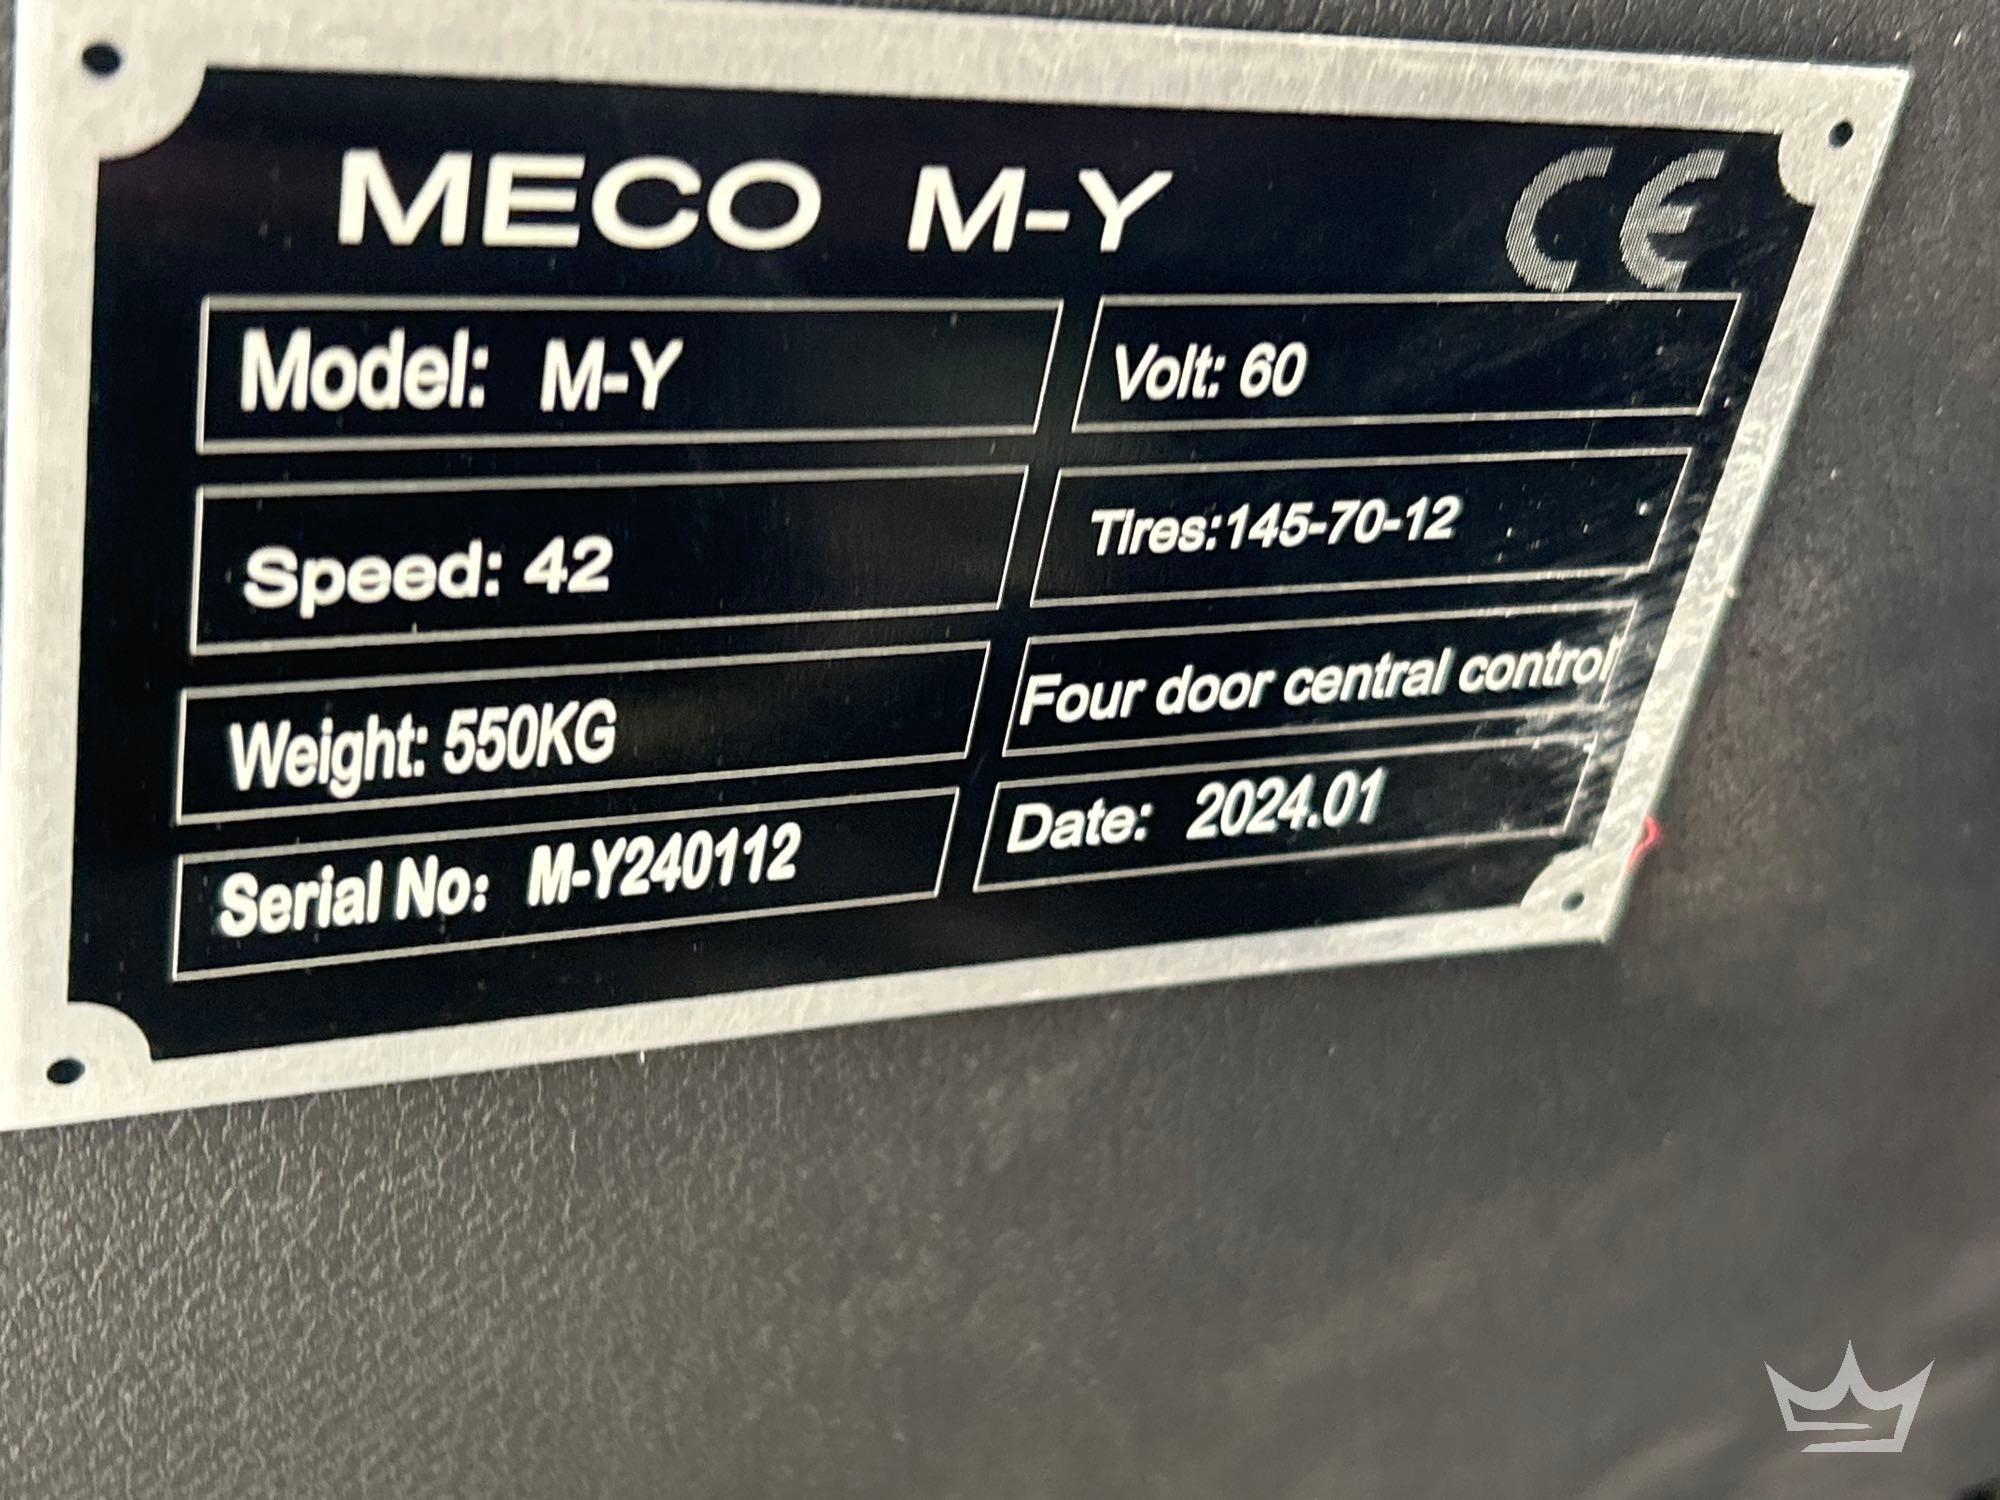 MECO M-Y CE
Model: M-Y
Volt: 60
Speed: 42
Tires:145-70-12
Weight: 550KG
Four door central control
Serial No: M-Y240112
Date: 2024.01